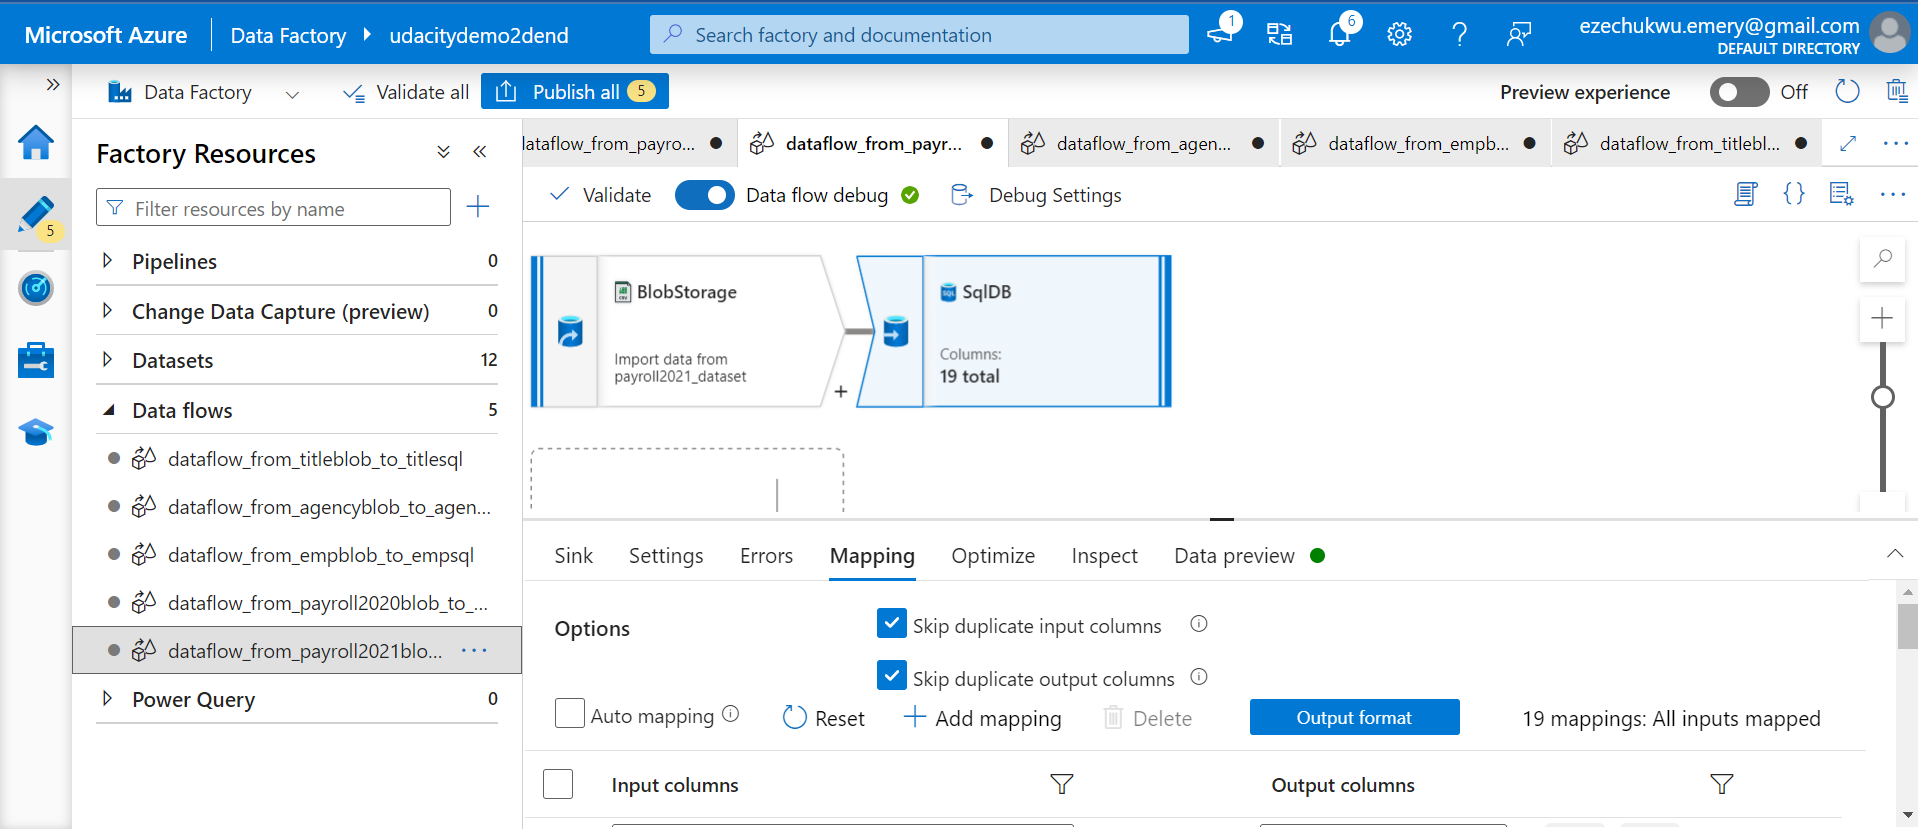 Microsoft Azure
Data Factory
udacitydemo2dend
Search factory and documentation
1
6
ezechukwu.emery@gmail.com
DEFAULT DIRECTORY
Data Factory
Validate all
Publish all
5
Preview experience
Off
5
Factory Resources
Filter resources by name
Pipelines
0
Change Data Capture (preview)
0
Datasets
12
Data flows
5
dataflow_from_titleblob_to_titlesql
dataflow_from_agencyblob_to_agen...
dataflow_from_empblob_to_empsql
dataflow_from_payroll2020blob_to_...
dataflow_from_payroll2021blo...
Power Query
0
dataflow_from_payro...
dataflow_from_payr...
dataflow_from_agen...
dataflow_from_empb...
dataflow_from_titlebl...
Validate
Data flow debug
Debug Settings
BlobStorage
Import data from
payroll2021_dataset
+
SQL
SqlDB
Columns:
19 total
Sink
Settings
Errors
Mapping
Optimize
Inspect
Data preview
Options
Skip duplicate input columns
Skip duplicate output columns
Auto mapping
Reset
Add mapping
Delete
Output format
19 mappings: All inputs mapped
Input columns
Output columns